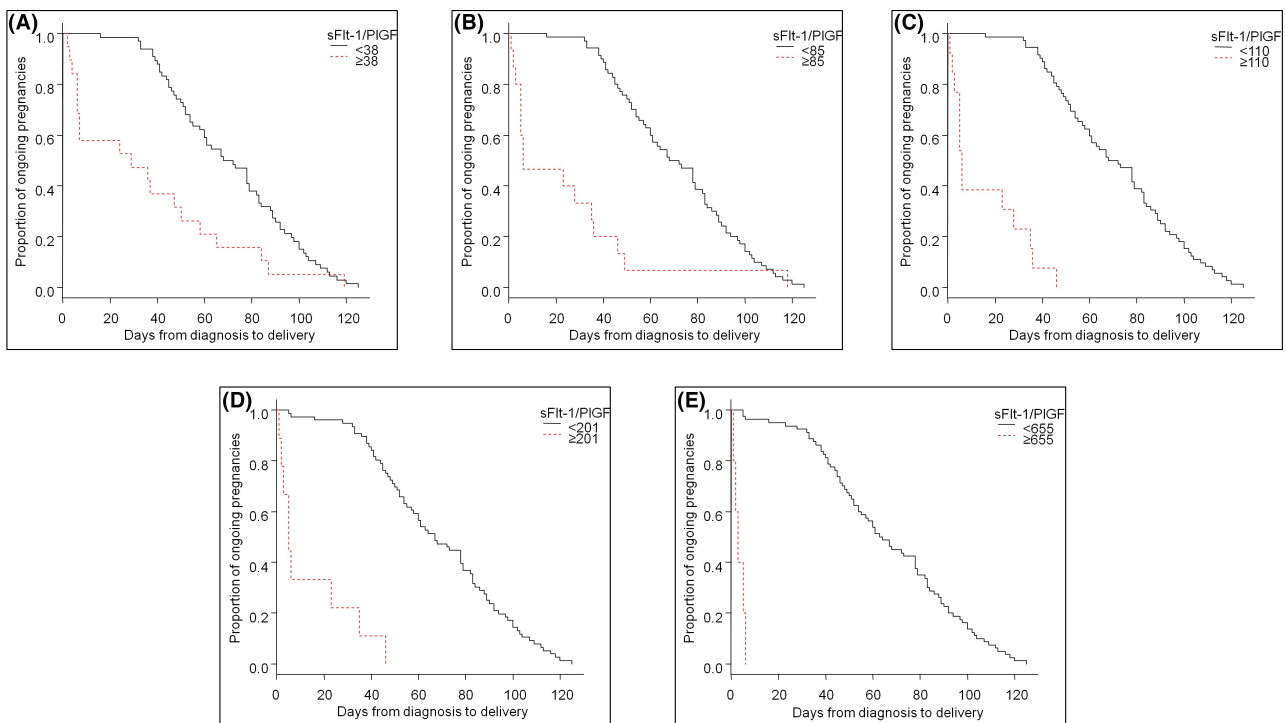 (A)
sFlt-1/PlGF
<38
≥38
1.0
0.8
0.6
0.4
0.2
0.0
Proportion of ongoing pregnancies
0 20 40 60 80 100 120
Days from diagnosis to delivery
(B)
sFlt-1/PlGF
<85
≥85
1.0
0.8
0.6
0.4
0.2
0.0
Proportion of ongoing pregnancies
0 20 40 60 80 100 120
Days from diagnosis to delivery
(C)
sFlt-1/PlGF
<110
≥110
1.0
0.8
0.6
0.4
0.2
0.0
Proportion of ongoing pregnancies
0 20 40 60 80 100 120
Days from diagnosis to delivery
(D)
sFlt-1/PlGF
<201
≥201
1.0
0.8
0.6
0.4
0.2
0.0
Proportion of ongoing pregnancies
0 20 40 60 80 100 120
Days from diagnosis to delivery
(E)
sFlt-1/PlGF
<655
≥655
1.0
0.8
0.6
0.4
0.2
0.0
Proportion of ongoing pregnancies
0 20 40 60 80 100 120
Days from diagnosis to delivery